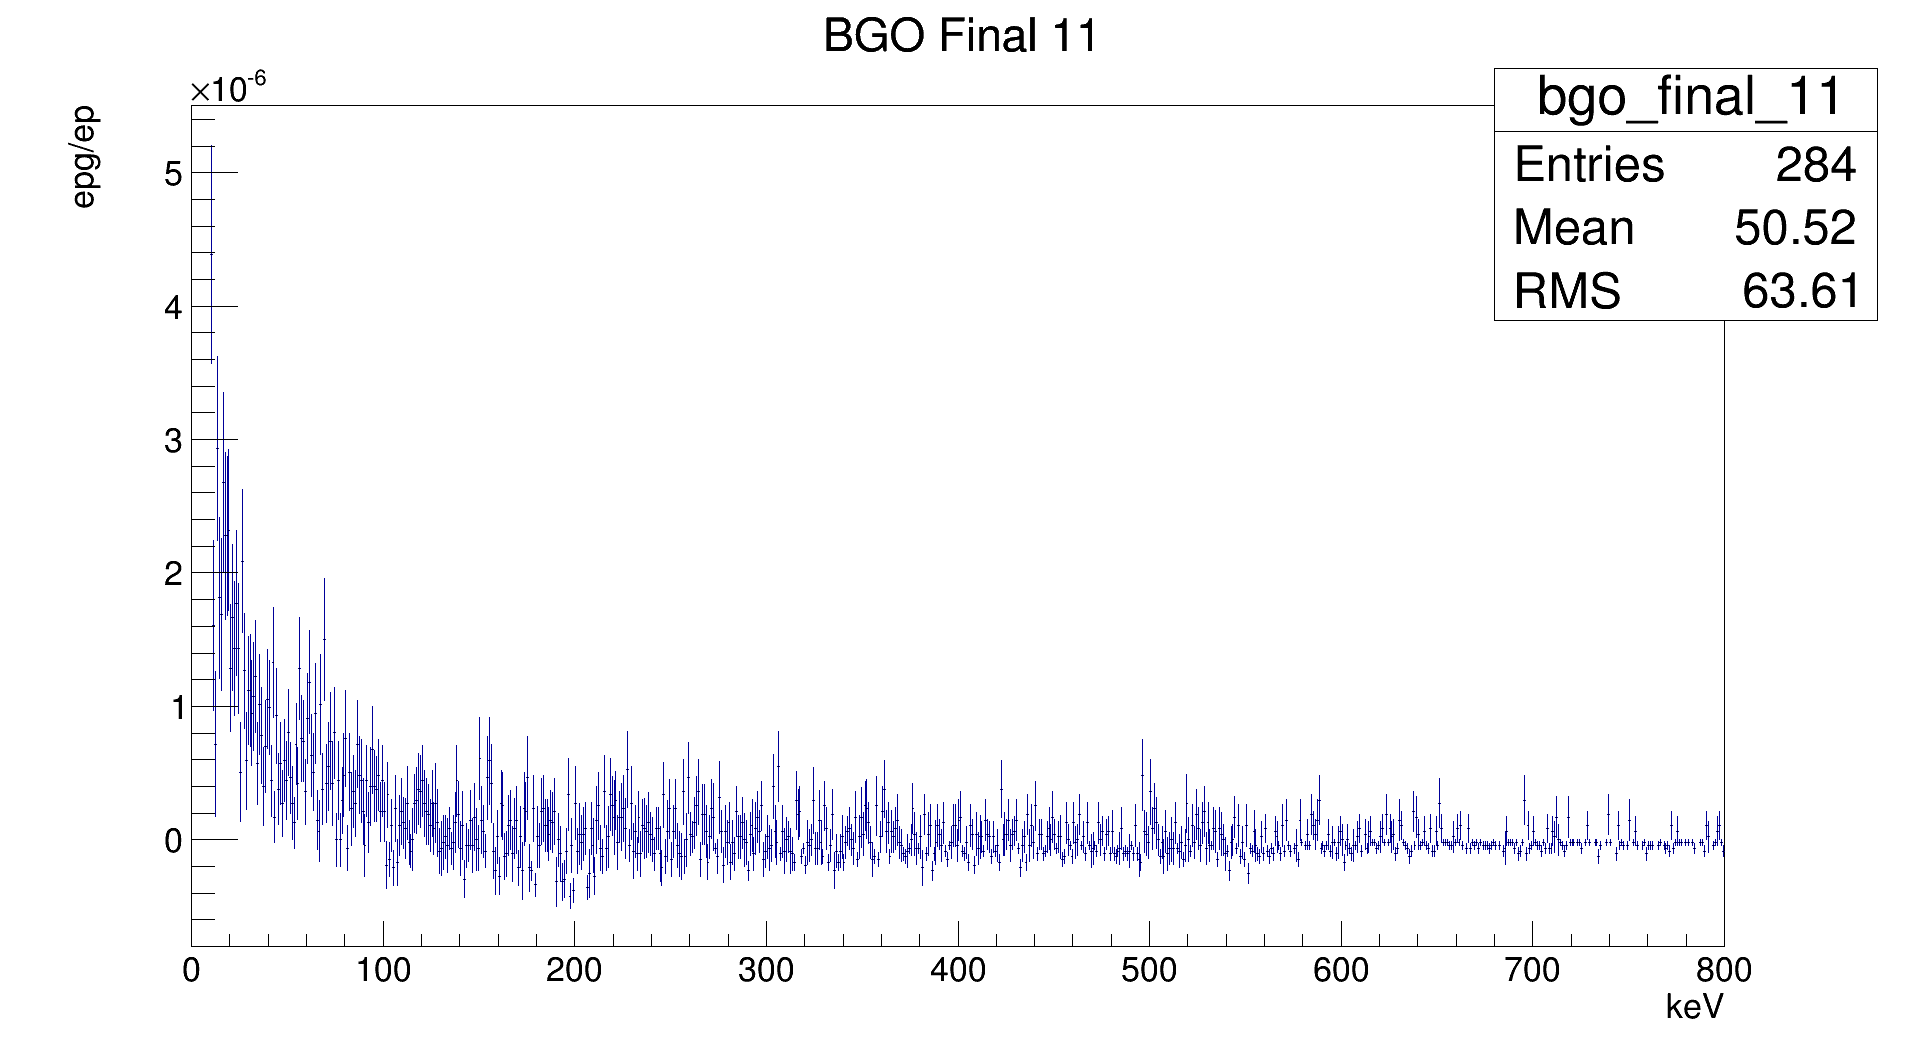 BGO Final 11
×10-6
epg/ep
bgo_final_11
Entries 284
Mean 50.52
RMS 63.61
5
4
3
2
1
0
0 100 200 300 400 500 600 700 800
keV